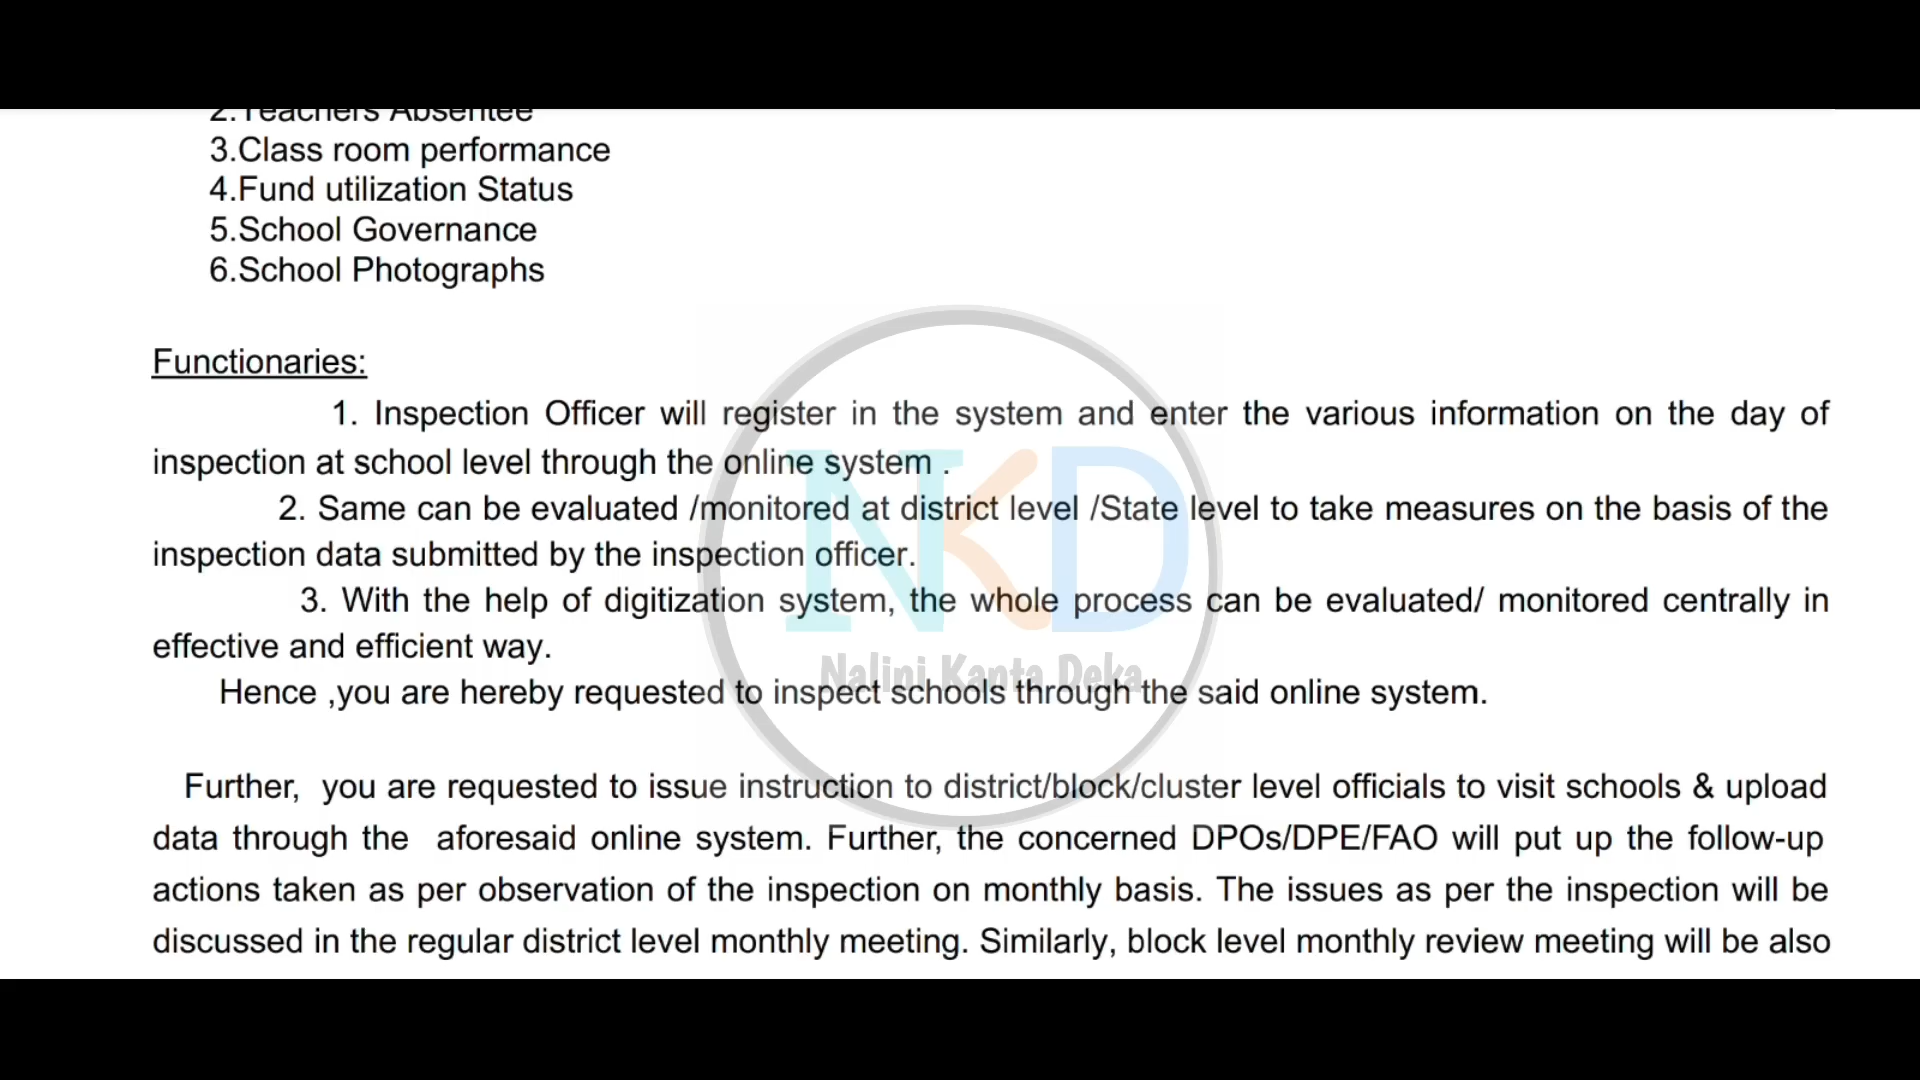 2.Teachers Absentee
3.Class room performance
4.Fund utilization Status
5.School Governance
6.School Photographs
Functionaries:
1. Inspection Officer will register in the system and enter the various information on the day of
inspection at school level through the online system .
2. Same can be evaluated /monitored at district level /State level to take measures on the basis of the
inspection data submitted by the inspection officer.
3. With the help of digitization system, the whole process can be evaluated/ monitored centrally in
effective and efficient way.
NKD
Nalini Kanta Deka
Hence ,you are hereby requested to inspect schools through the said online system.
Further, you are requested to issue instruction to district/block/cluster level officials to visit schools & upload
data through the aforesaid online system. Further, the concerned DPOs/DPE/FAO will put up the follow-up
actions taken as per observation of the inspection on monthly basis. The issues as per the inspection will be
discussed in the regular district level monthly meeting. Similarly, block level monthly review meeting will be also